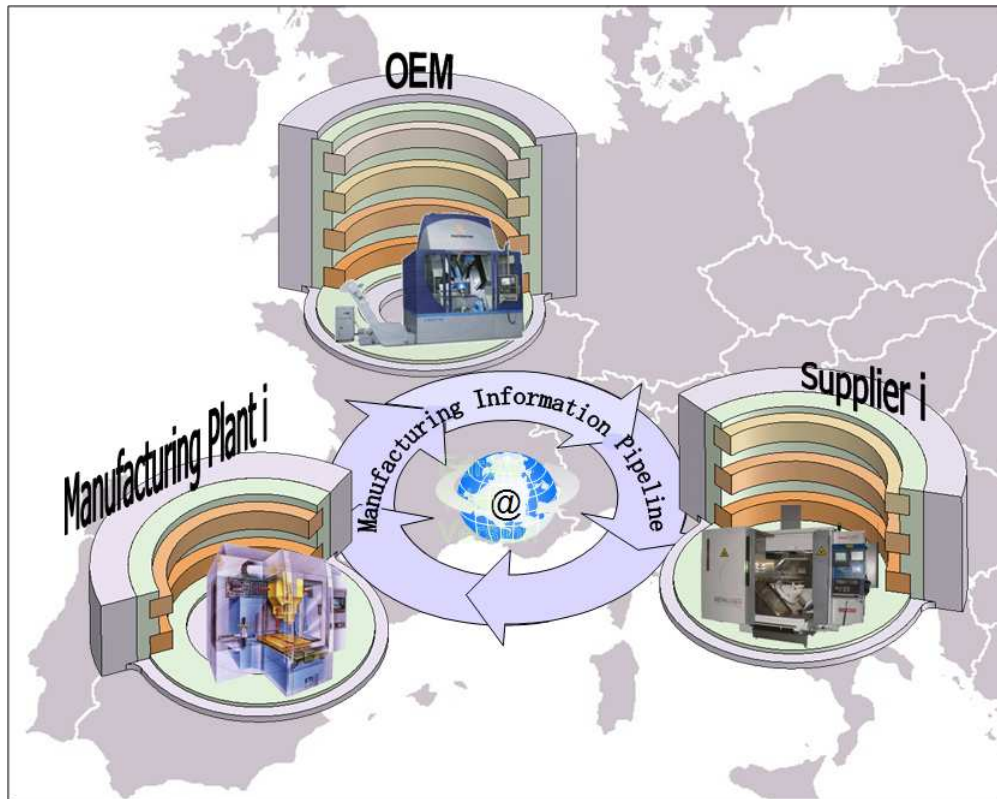 OEM
Supplier i
Manufacturing Plant i
Manufacturing Information Pipeline
@